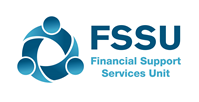 FSSU
Financial Support
Services Unit